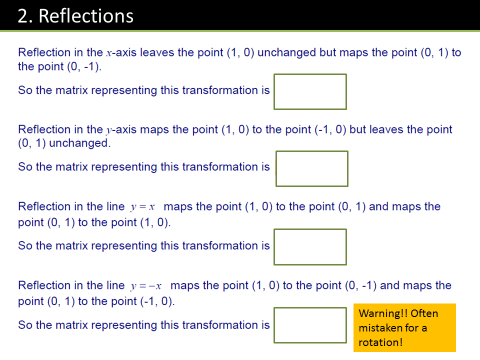 2. Reflections
Reflection in the x-axis leaves the point (1, 0) unchanged but maps the point (0, 1) to
the point (0, -1).
So the matrix representing this transformation is
Reflection in the y-axis maps the point (1, 0) to the point (-1, 0) but leaves the point
(0, 1) unchanged.
So the matrix representing this transformation is
Reflection in the line y = x maps the point (1, 0) to the point (0, 1) and maps the
point (0, 1) to the point (1, 0).
So the matrix representing this transformation is
Reflection in the line y = −x maps the point (1, 0) to the point (0, -1) and maps the
point (0, 1) to the point (-1, 0).
So the matrix representing this transformation is
Warning!! Often
mistaken for a
rotation!